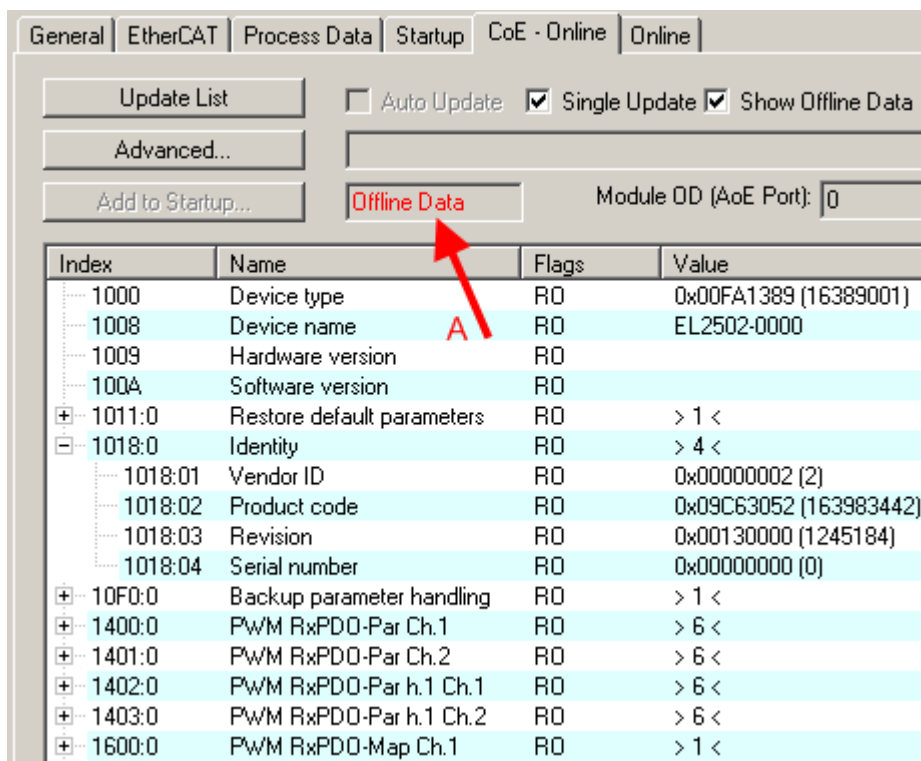 General EtherCAT Process Data Startup CoE - Online Online
Update List Auto Update Single Update Show Offline Data
Advanced...
Add to Startup... Offline Data Module OD (AoE Port): 0
Index Name Flags Value
1000 Device type RO 0x00FA1389 (16389001)
1008 Device name RO EL2502-0000
A
1009 Hardware version RO
100A Software version RO
1011:0 Restore default parameters RO > 1 <
1018:0 Identity RO > 4 <
1018:01 Vendor ID RO 0x00000002 (2)
1018:02 Product code RO 0x09C63052 (163983442)
1018:03 Revision RO 0x00130000 (1245184)
1018:04 Serial number RO 0x00000000 (0)
10F0:0 Backup parameter handling RO > 1 <
1400:0 PWM RxPDO-Par Ch.1 RO > 6 <
1401:0 PWM RxPDO-Par Ch.2 RO > 6 <
1402:0 PWM RxPDO-Par h.1 Ch.1 RO > 6 <
1403:0 PWM RxPDO-Par h.1 Ch.2 RO > 6 <
1600:0 PWM RxPDO-Map Ch.1 RO > 1 <